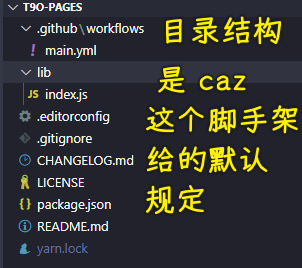 T9O-PAGES
.github\workflows
main.yml
lib
JS index.js
.editorconfig
.gitignore
CHANGELOG.md
LICENSE
package.json
README.md
yarn.lock
目录结构
是 caz
这个脚手架
给的默认
规定